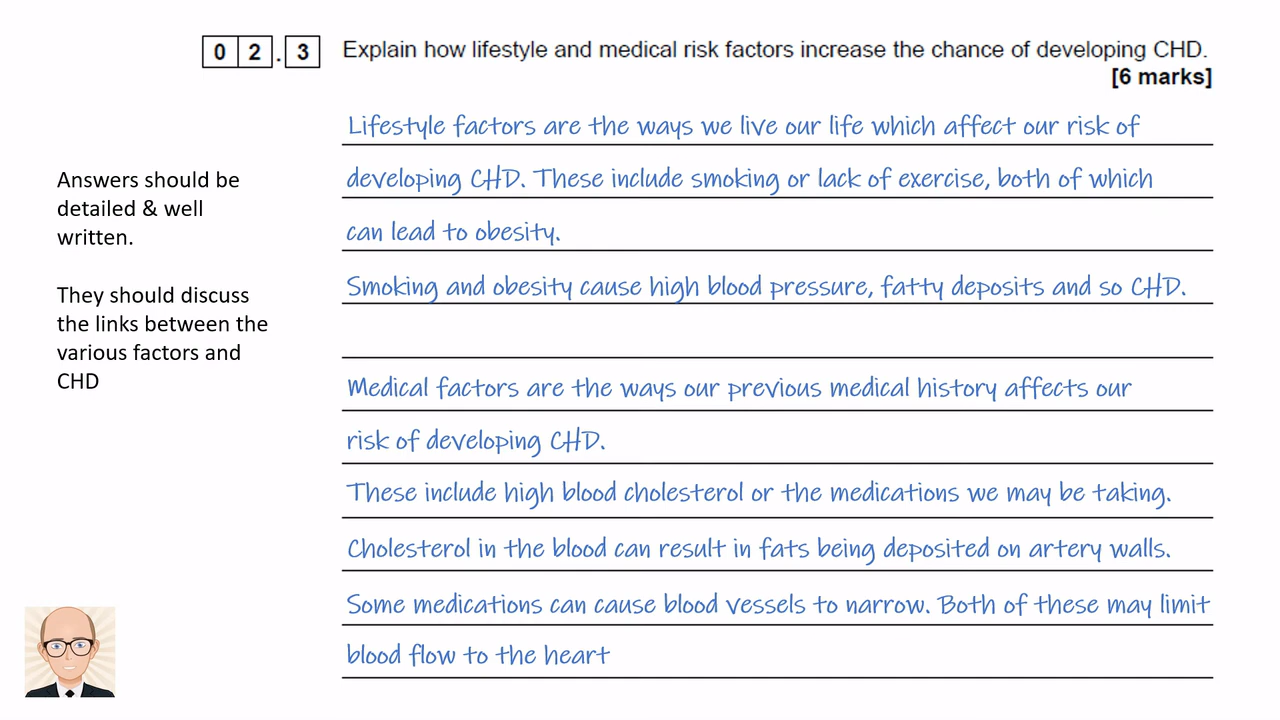 02.3 Explain how lifestyle and medical risk factors increase the chance of developing CHD.
[6 marks]
Answers should be
detailed & well
written.
They should discuss
the links between the
various factors and
CHD
Lifestyle factors are the ways we live our life which affect our risk of
developing CHD. These include smoking or lack of exercise, both of which
can lead to obesity.
Smoking and obesity cause high blood pressure, fatty deposits and so CHD.
Medical factors are the ways our previous medical history affects our
risk of developing CHD.
These include high blood cholesterol or the medications we may be taking.
Cholesterol in the blood can result in fats being deposited on artery walls.
Some medications can cause blood vessels to narrow. Both of these may limit
blood flow to the heart